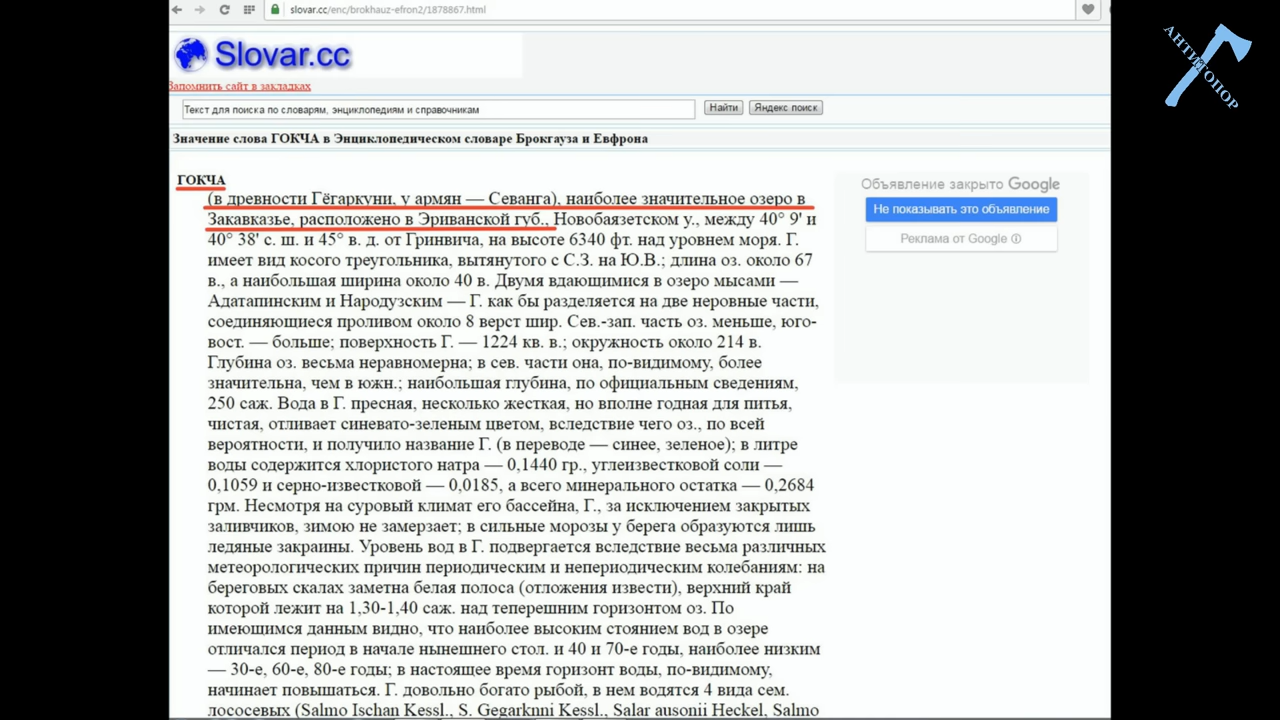 slovar.cc/enc/brokhauz-efron2/1878867.html
Slovar.cc
Запомнить сайт в закладках
Текст для поиска по словарям, энциклопедиям и справочникам
Найти
Яндекс поиск
Значение слова ГОКЧА в Энциклопедическом словаре Брокгауза и Евфрона
ГОКЧА
(в древности Гёгаркуни, у армян — Севанга), наиболее значительное озеро в
Закавказье, расположено в Эриванской губ., Новобаязетском у., между 40° 9' и
40° 38' с. ш. и 45° в. д. от Гринвича, на высоте 6340 фт. над уровнем моря. Г.
имеет вид косого треугольника, вытянутого с С.З. на Ю.В.; длина оз. около 67
в., а наибольшая ширина около 40 в. Двумя вдающимися в озеро мысами —
Адатапинским и Народузским — Г. как бы разделяется на две неровные части,
соединяющиеся проливом около 8 верст шир. Сев.-зап. часть оз. меньше, юго-
вост. — больше; поверхность Г. — 1224 кв. в.; окружность около 214 в.
Глубина оз. весьма неравномерна; в сев. части она, по-видимому, более
значительна, чем в южн.; наибольшая глубина, по официальным сведениям,
250 саж. Вода в Г. пресная, несколько жесткая, но вполне годная для питья,
чистая, отливает синевато-зеленым цветом, вследствие чего оз., по всей
вероятности, и получило название Г. (в переводе — синее, зеленое); в литре
воды содержится хлористого натра — 0,1440 гр., углеизвестковой соли —
0,1059 и серно-известковой — 0,0185, а всего минерального остатка — 0,2684
грм. Несмотря на суровый климат его бассейна, Г., за исключением закрытых
заливчиков, зимою не замерзает; в сильные морозы у берега образуются лишь
ледяные закраины. Уровень вод в Г. подвергается вследствие весьма различных
метеорологических причин периодическим и непериодическим колебаниям: на
береговых скалах заметна белая полоса (отложения извести), верхний край
которой лежит на 1,30-1,40 саж. над теперешним горизонтом оз. По
имеющимся данным видно, что наиболее высоким стоянием вод в озере
отличался период в начале нынешнего стол. и 40 и 70-е годы, наиболее низким
— 30-е, 60-е, 80-е годы; в настоящее время горизонт воды, по-видимому,
начинает повышаться. Г. довольно богато рыбой, в нем водятся 4 вида сем.
лососевых (Salmo Ischan Kessl., S. Gegarknni Kessl., Salar ausonii Heckel, Salmo
Объявление закрыто Google
Не показывать это объявление
Реклама от Google
АНТИТОПОР